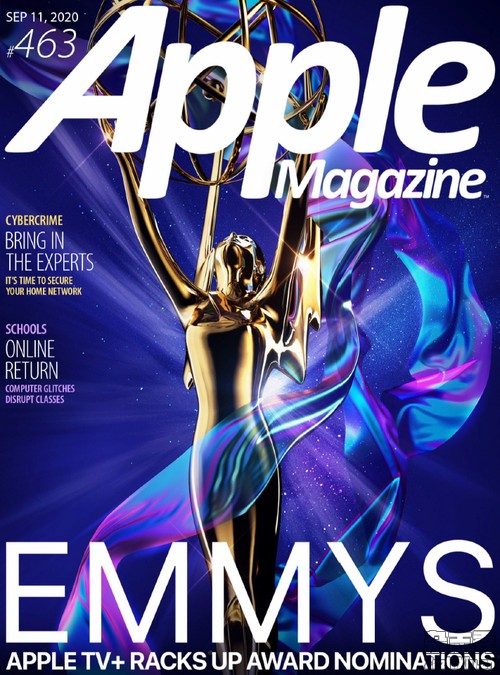 SEP 11, 2020
#463
Apple
Magazine™
CYBERCRIME
BRING IN
THE EXPERTS
IT'S TIME TO SECURE
YOUR HOME NETWORK
SCHOOLS
ONLINE
RETURN
COMPUTER GLITCHES
DISRUPT CLASSES
EMMYS
APPLE TV+ RACKS UP AWARD NOMINATIONS